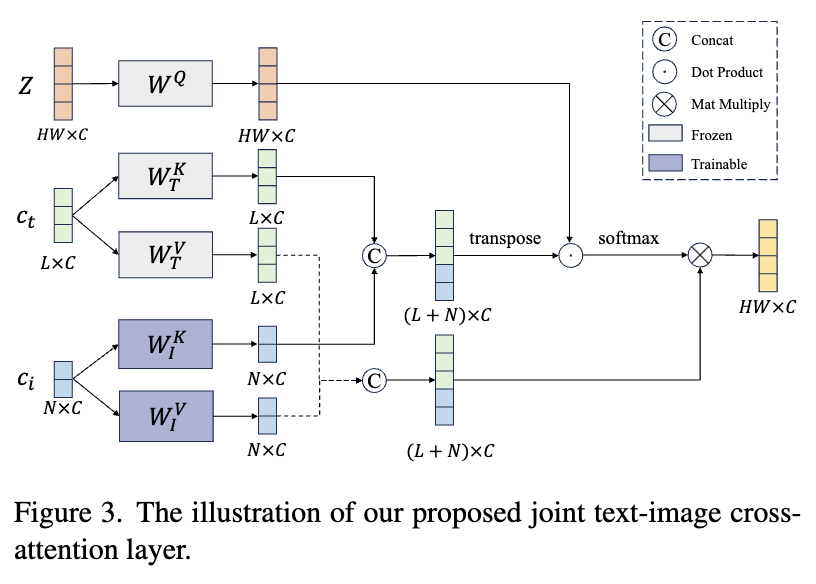 Z
HW×C
W^Q
HW×C
c_t
L×C
W_T^K
L×C
W_T^V
L×C
c_i
N×C
W_I^K
N×C
W_I^V
N×C
C
(L + N)×C
C
(L + N)×C
transpose
·
softmax
HW×C
C Concat
· Dot Product
Mat Multiply
Frozen
Trainable
Figure 3. The illustration of our proposed joint text-image cross-
attention layer.